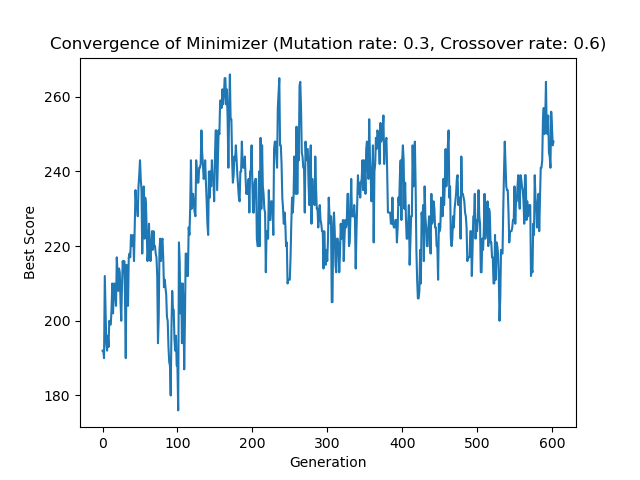 Convergence of Minimizer (Mutation rate: 0.3, Crossover rate: 0.6)
260
240
220
200
180
Best Score
0 100 200 300 400 500 600
Generation